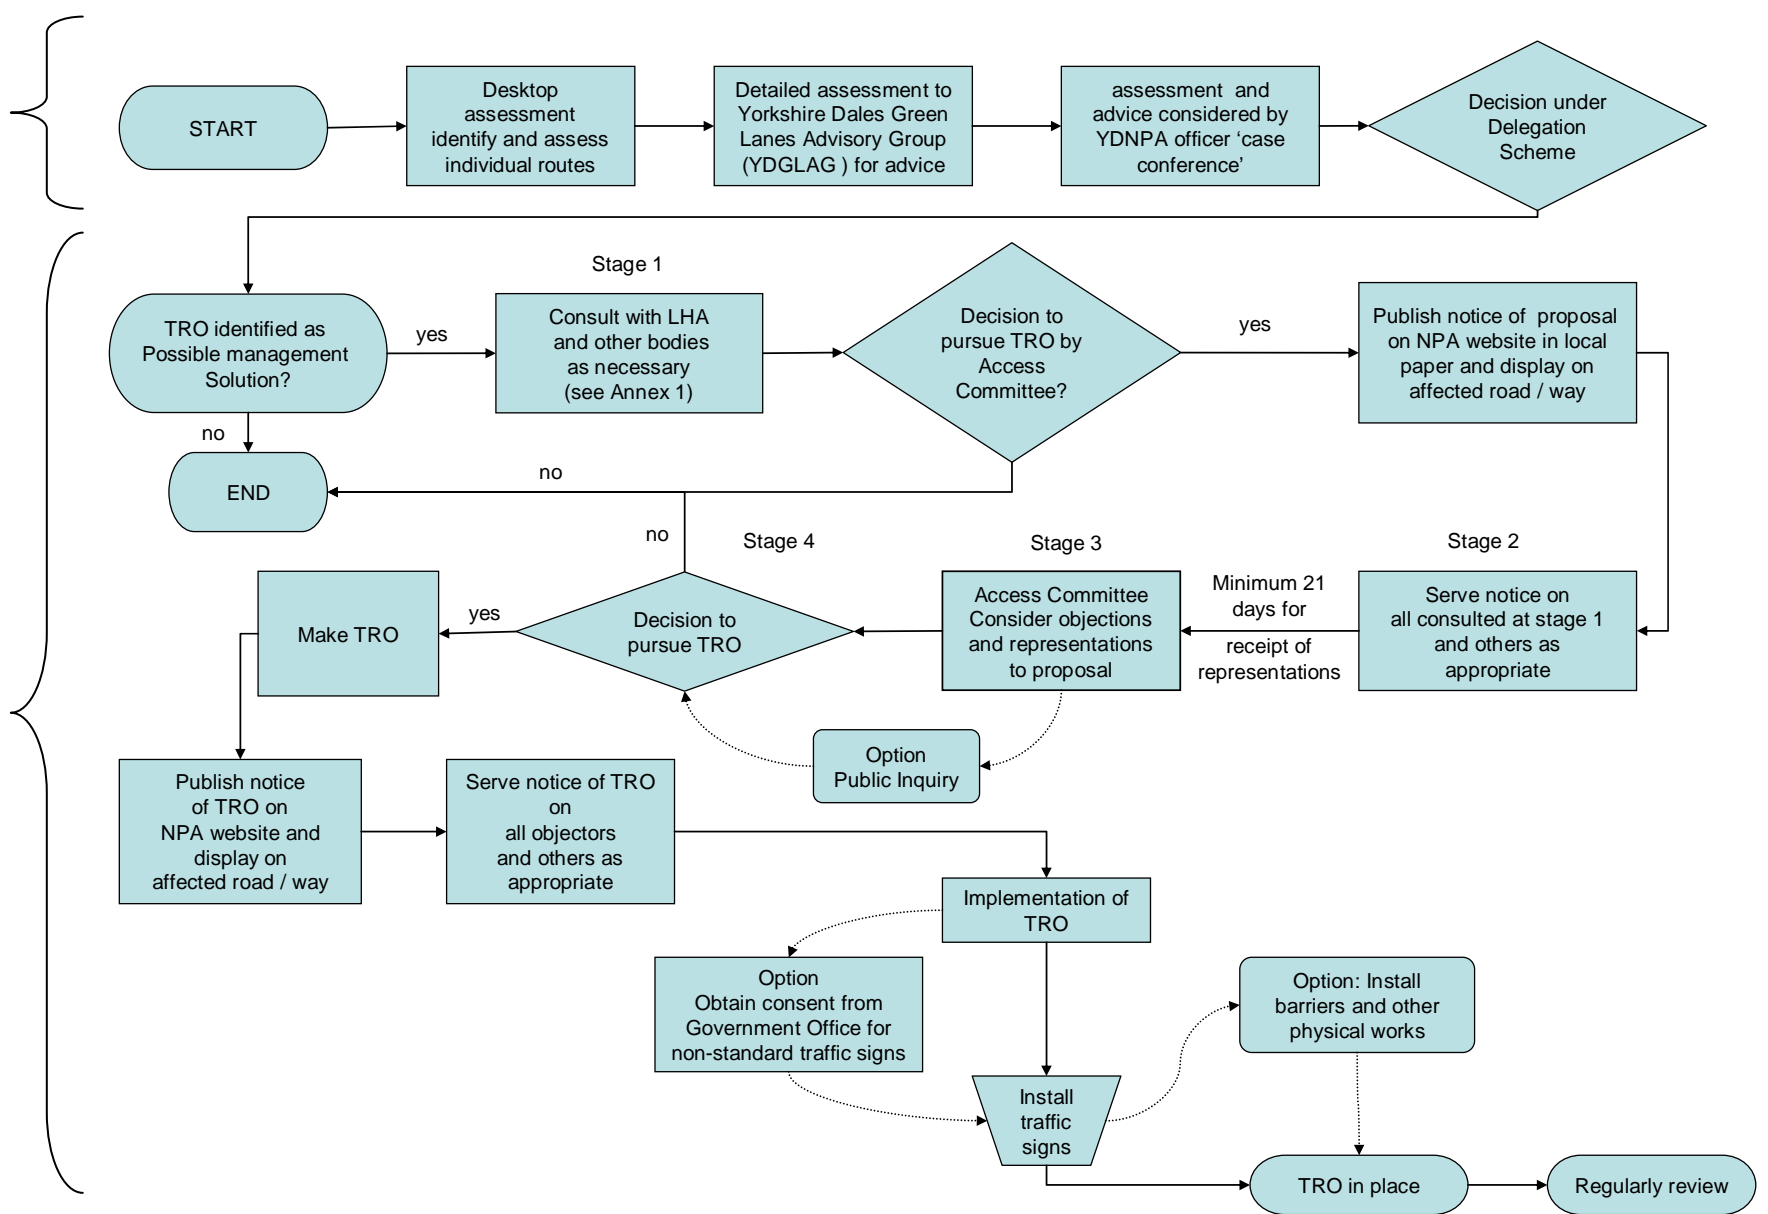 START
Desktop
assessment
identify and assess
individual routes
Detailed assessment to
Yorkshire Dales Green
Lanes Advisory Group
(YDGLAG ) for advice
assessment and
advice considered by
YDNPA officer ‘case
conference’
Decision under
Delegation
Scheme
Stage 1
TRO identified as
Possible management
Solution?
yes
Consult with LHA
and other bodies
as necessary
(see Annex 1)
Decision to
pursue TRO by
Access
Committee?
yes
Publish notice of proposal
on NPA website in local
paper and display on
affected road / way
no
END
no
no
Stage 4
Stage 3
Stage 2
Make TRO
yes
Decision to
pursue TRO
Access Committee
Consider objections
and representations
to proposal
Minimum 21
days for
receipt of
representations
Serve notice on
all consulted at stage 1
and others as
appropriate
Option
Public Inquiry
Publish notice
of TRO on
NPA website and
display on
affected road / way
Serve notice of TRO
on
all objectors
and others as
appropriate
Implementation of
TRO
Option
Obtain consent from
Government Office for
non-standard traffic signs
Option: Install
barriers and other
physical works
Install
traffic
signs
TRO in place
Regularly review